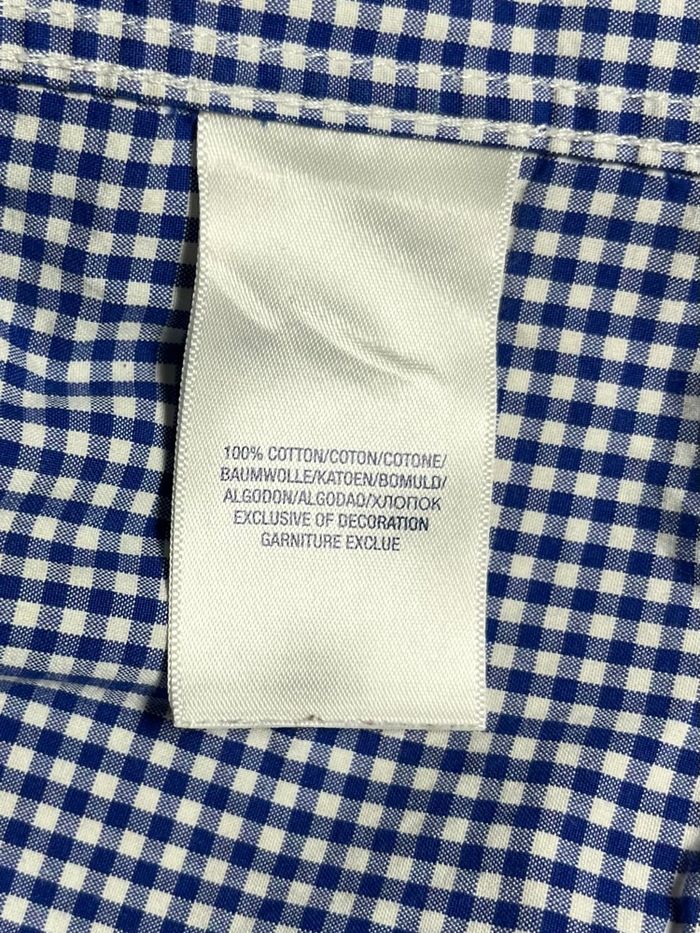 100% COTTON/COTON/COTONE/
BAUMWOLLE/KATOEN/BOMULD/
ALGODON/ALGODAO/ХЛОПОК
EXCLUSIVE OF DECORATION
GARNITURE EXCLUE